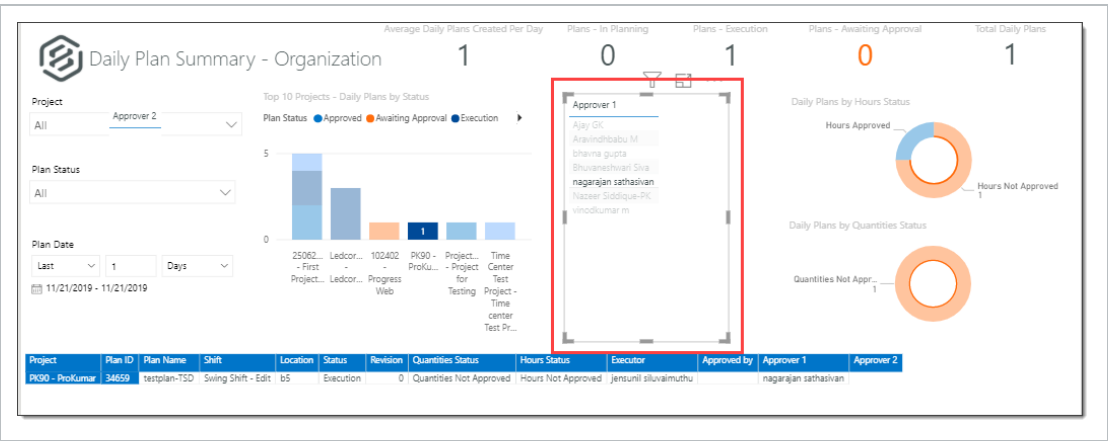 Daily Plan Summary - Organization
Average Daily Plans Created Per Day
1
Plans - In Planning
0
Plans - Execution
1
Plans - Awaiting Approval
0
Total Daily Plans
1
Project
All
Approver 2
Plan Status
All
Plan Date
Last 1 Days
11/21/2019 - 11/21/2019
Top 10 Projects - Daily Plans by Status
Plan Status Approved Awaiting Approval Execution
5
0
1
25062... - First Project...
Ledcor... - Ledcor...
102402 - Progress Web
PK90 - ProKu...
Project... - Project for Testing
Time Center Test Project - Time center Test Pr...
Approver 1
Ajay GK
Aravindhbabu M
bhavna gupta
Bhuvaneshwari Siva
nagarajan sathasivan
Nazeer Siddique-PK
vinodkumar m
Daily Plans by Hours Status
Hours Approved
Hours Not Approved
1
Daily Plans by Quantities Status
Quantities Not Appr...
1
Project Plan ID Plan Name Shift Location Status Revision Quantities Status Hours Status Executor Approved by Approver 1 Approver 2
PK90 - ProKumar 34659 testplan-TSD Swing Shift - Edit b5 Execution 0 Quantities Not Approved Hours Not Approved jensunil siluvaimuthu nagarajan sathasivan